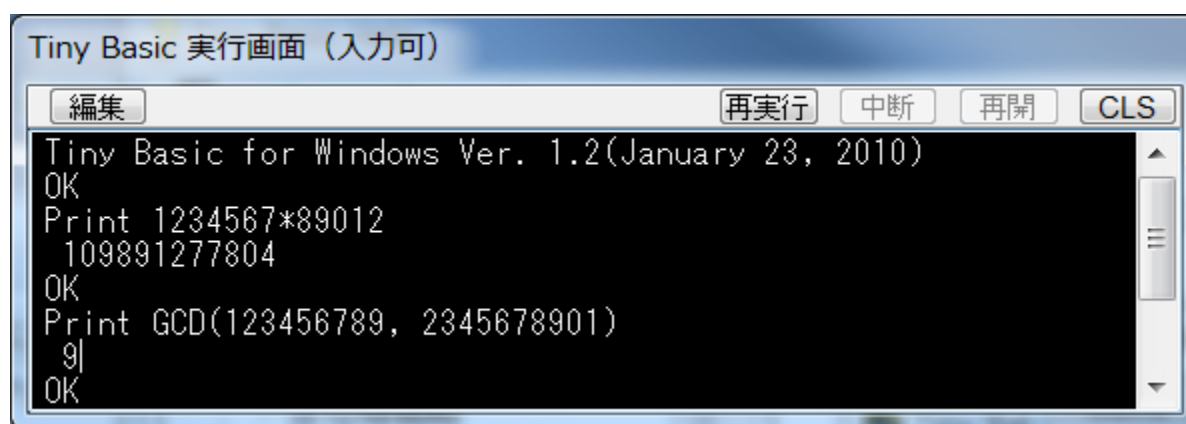 Tiny Basic 実行画面（入力可）
編集 再実行 中断 再開 CLS
Tiny Basic for Windows Ver. 1.2(January 23, 2010)
OK
Print 1234567*89012
109891277804
OK
Print GCD(123456789, 2345678901)
9
OK